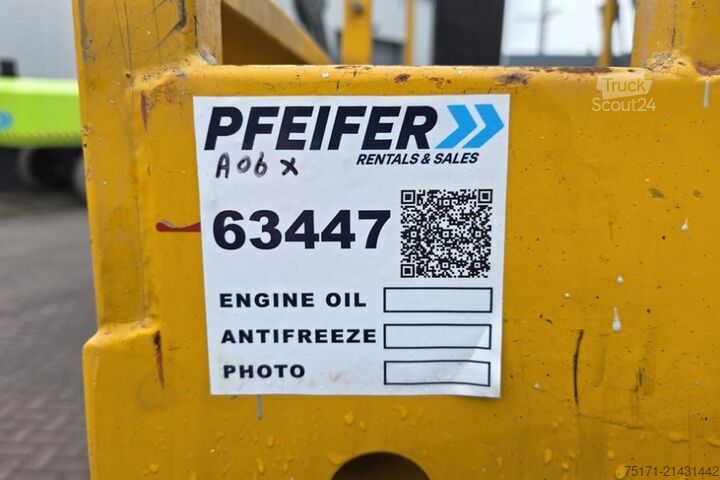 Truck
Scout24
PFEIFER
RENTALS & SALES
A06 X
63447
ENGINE OIL
ANTIFREEZE
PHOTO
75171-21431442